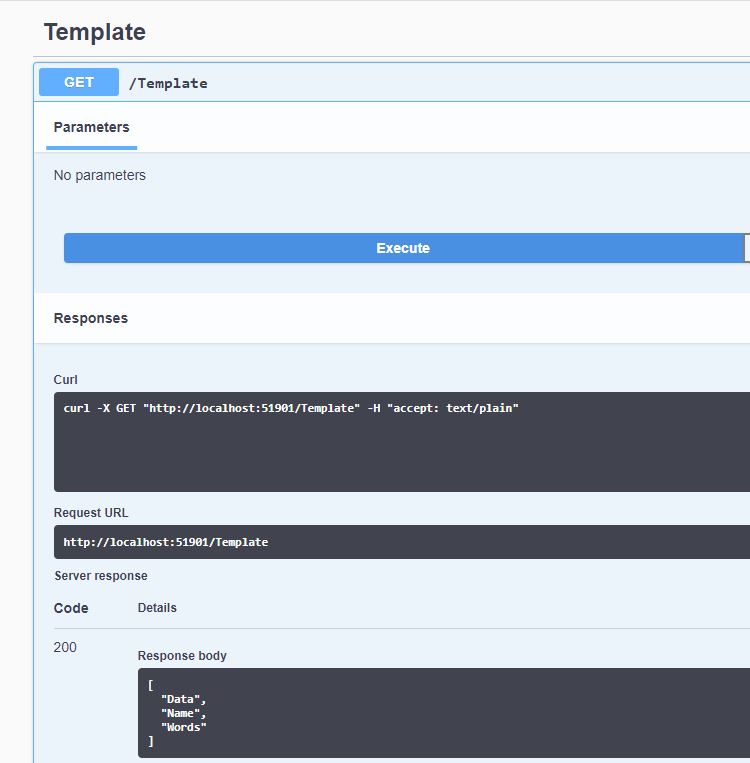 Template
GET /Template
Parameters
No parameters
Execute
Responses
Curl
curl -X GET "http://localhost:51901/Template" -H "accept: text/plain"
Request URL
http://localhost:51901/Template
Server response
Code Details
200
Response body
[
  "Data",
  "Name",
  "Words"
]